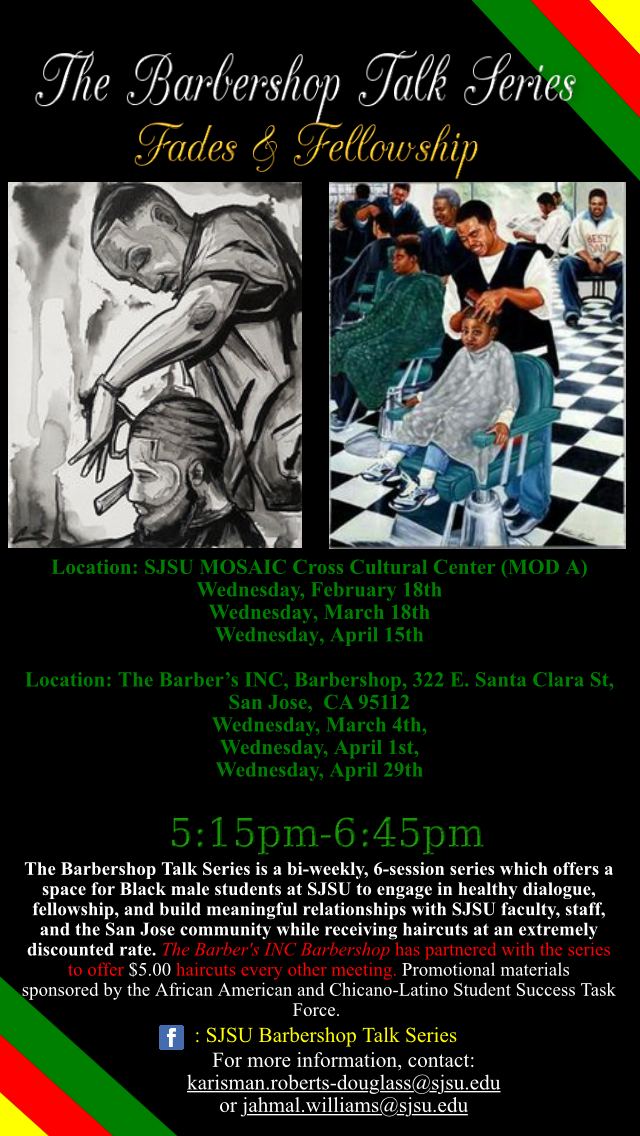 The Barbershop Talk Series
Fades & Fellowship
BEST
DAD
Location: SJSU MOSAIC Cross Cultural Center (MOD A)
Wednesday, February 18th
Wednesday, March 18th
Wednesday, April 15th
Location: The Barber’s INC, Barbershop, 322 E. Santa Clara St,
San Jose,  CA 95112
Wednesday, March 4th,
Wednesday, April 1st,
Wednesday, April 29th
5:15pm-6:45pm
The Barbershop Talk Series is a bi-weekly, 6-session series which offers a
space for Black male students at SJSU to engage in healthy dialogue,
fellowship, and build meaningful relationships with SJSU faculty, staff,
and the San Jose community while receiving haircuts at an extremely
discounted rate. The Barber's INC Barbershop has partnered with the series
to offer $5.00 haircuts every other meeting. Promotional materials
sponsored by the African American and Chicano-Latino Student Success Task
Force.
f : SJSU Barbershop Talk Series
For more information, contact:
karisman.roberts-douglass@sjsu.edu
or jahmal.williams@sjsu.edu